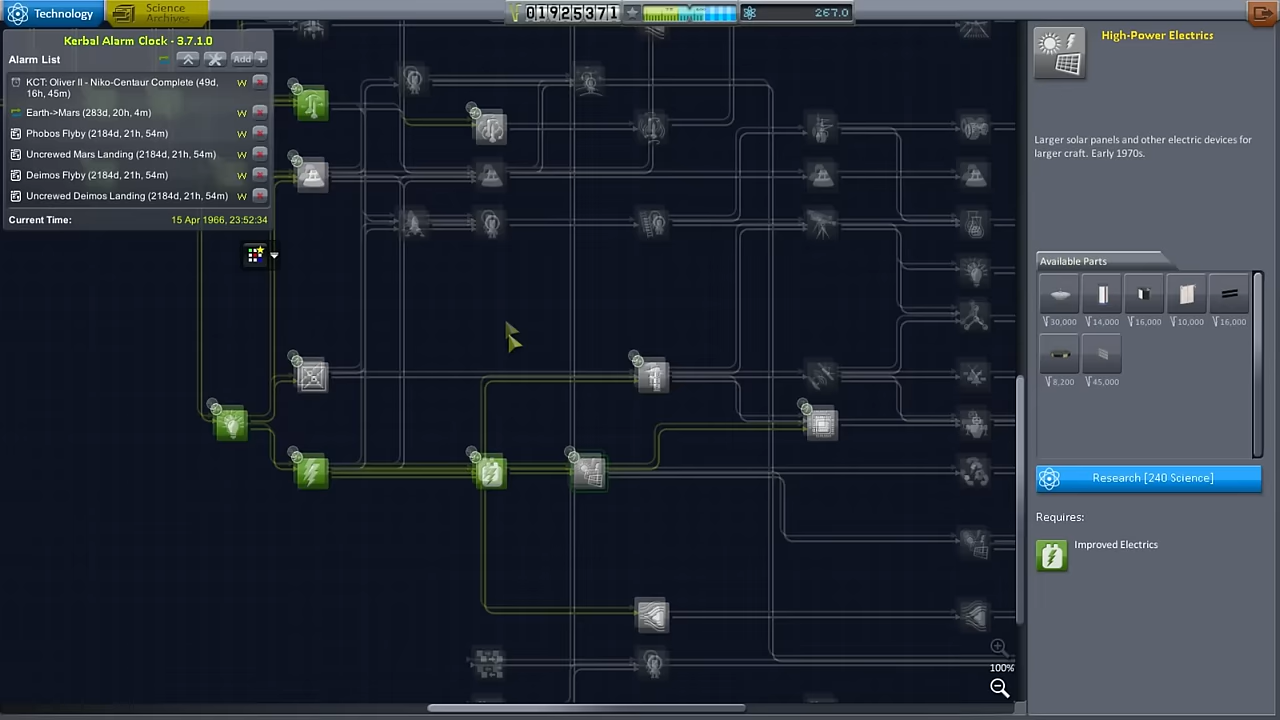 Technology
Science
Archives
01925371
267.0
High-Power Electrics
Kerbal Alarm Clock - 3.7.1.0
Alarm List
Add +
KCT: Oliver II - Niko-Centaur Complete (49d,
16h, 45m)
W
Earth->Mars (283d, 20h, 4m)
W
Phobos Flyby (2184d, 21h, 54m)
W
Uncrewed Mars Landing (2184d, 21h, 54m)
W
Deimos Flyby (2184d, 21h, 54m)
W
Uncrewed Deimos Landing (2184d, 21h, 54m)
W
Current Time:
15 Apr 1966, 23:52:34
Larger solar panels and other electric devices for
larger craft. Early 1970s.
Available Parts
30,000
14,000
16,000
10,000
16,000
8,200
45,000
Research [240 Science]
Requires:
Improved Electrics
100%